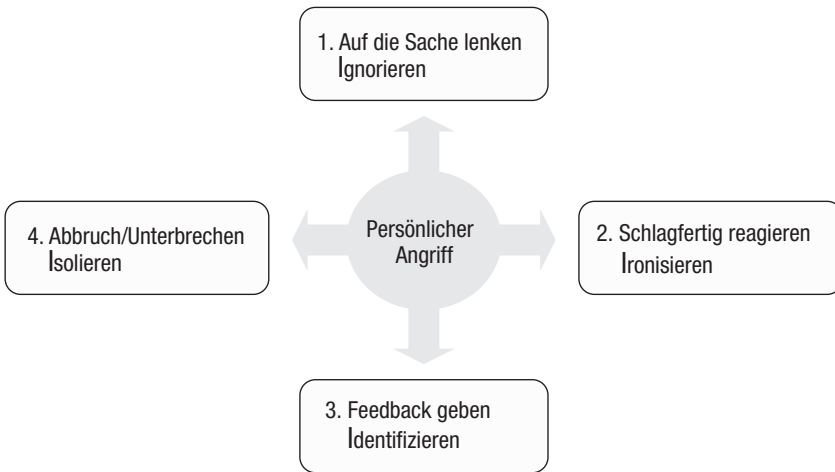 1. Auf die Sache lenken
Ignorieren
Persönlicher
Angriff
4. Abbruch/Unterbrechen
Isolieren
2. Schlagfertig reagieren
Ironisieren
3. Feedback geben
Identifizieren